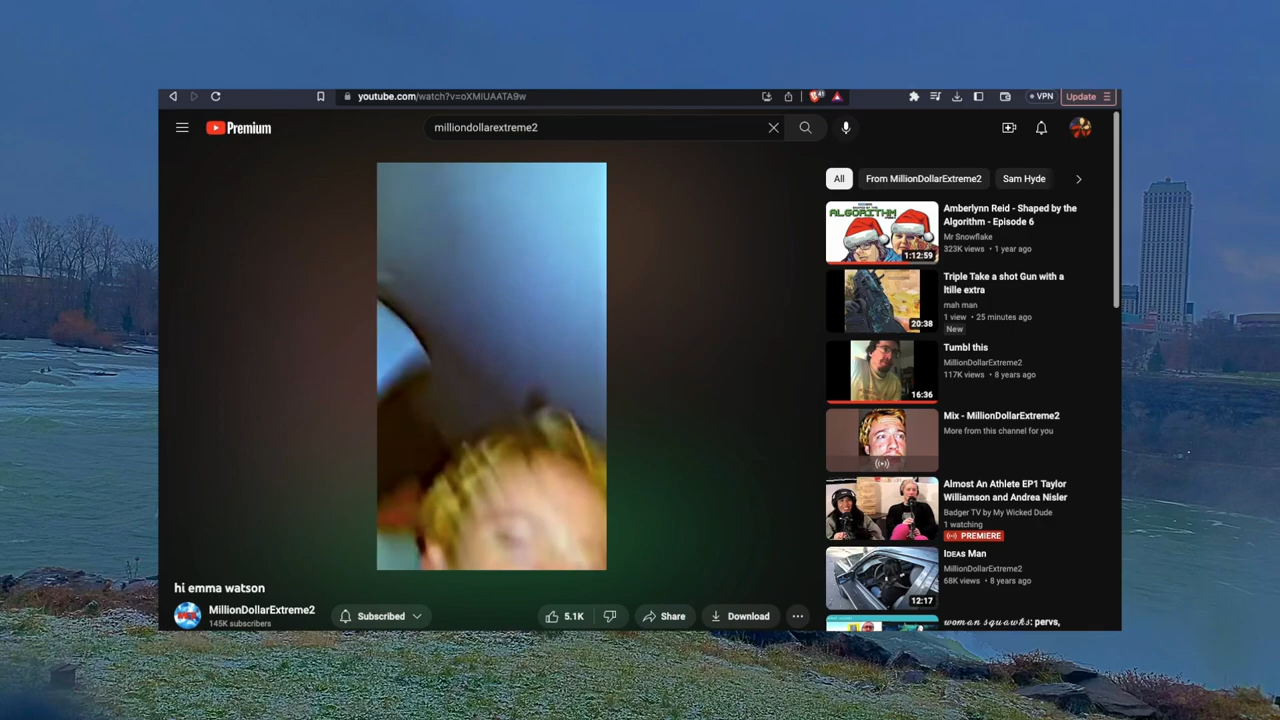 youtube.com/watch?v=oXMIUAATA9w
VPN
Update
Premium
milliondollarextreme2
All
From MillionDollarExtreme2
Sam Hyde
ALGORITHM
1:12:59
Amberlynn Reid - Shaped by the
Algorithm - Episode 6
Mr Snowflake
323K views • 1 year ago
20:38
Triple Take a shot Gun with a
ltille extra
mah man
1 view • 25 minutes ago
New
16:36
Tumbl this
MillionDollarExtreme2
117K views • 8 years ago
Mix - MillionDollarExtreme2
More from this channel for you
Almost An Athlete EP1 Taylor
Williamson and Andrea Nisler
Badger TV by My Wicked Dude
1 watching
PREMIERE
12:17
Ideas Man
MillionDollarExtreme2
68K views • 8 years ago
woman squawks: pervs,
hi emma watson
MillionDollarExtreme2
145K subscribers
Subscribed
5.1K
Share
Download